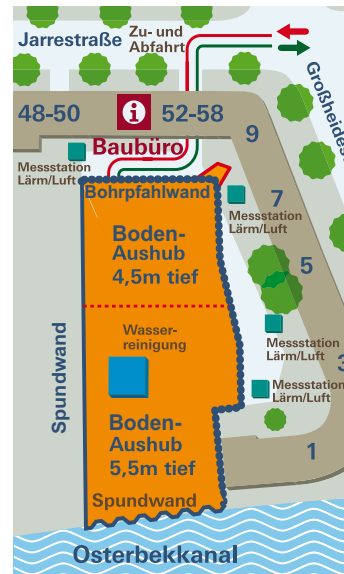 Zu- und
Abfahrt
Jarrestraße
Großheides
48-50
i
52-58
9
Baubüro
Messstation
Lärm/Luft
Bohrpfahlwand
7
Messstation
Lärm/Luft
Boden-
Aushub
4,5m tief
5
Wasser-
reinigung
Messstation
Lärm/Luft
3
Spundwand
Messstation
Lärm/Luft
Boden-
Aushub
5,5m tief
1
Spundwand
Osterbekkanal